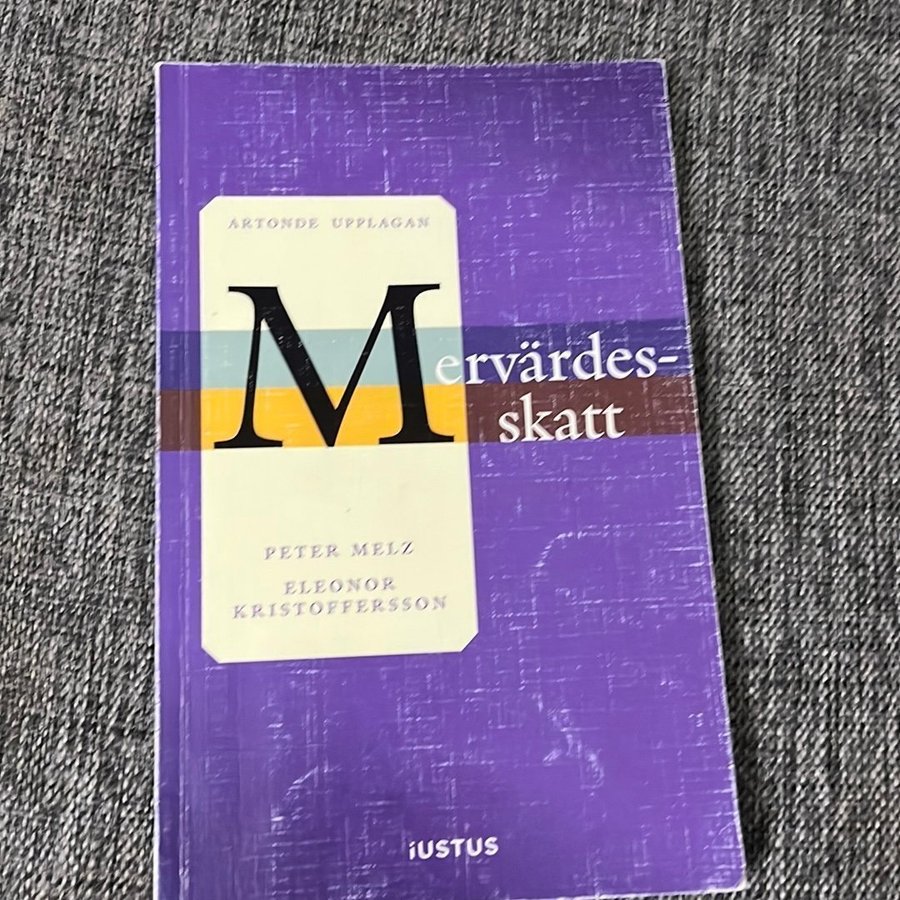 ARTONDE UPPLAGAN
Mervärdes-
skatt
PETER MELZ
ELEONOR
KRISTOFFERSSON
iUSTUS